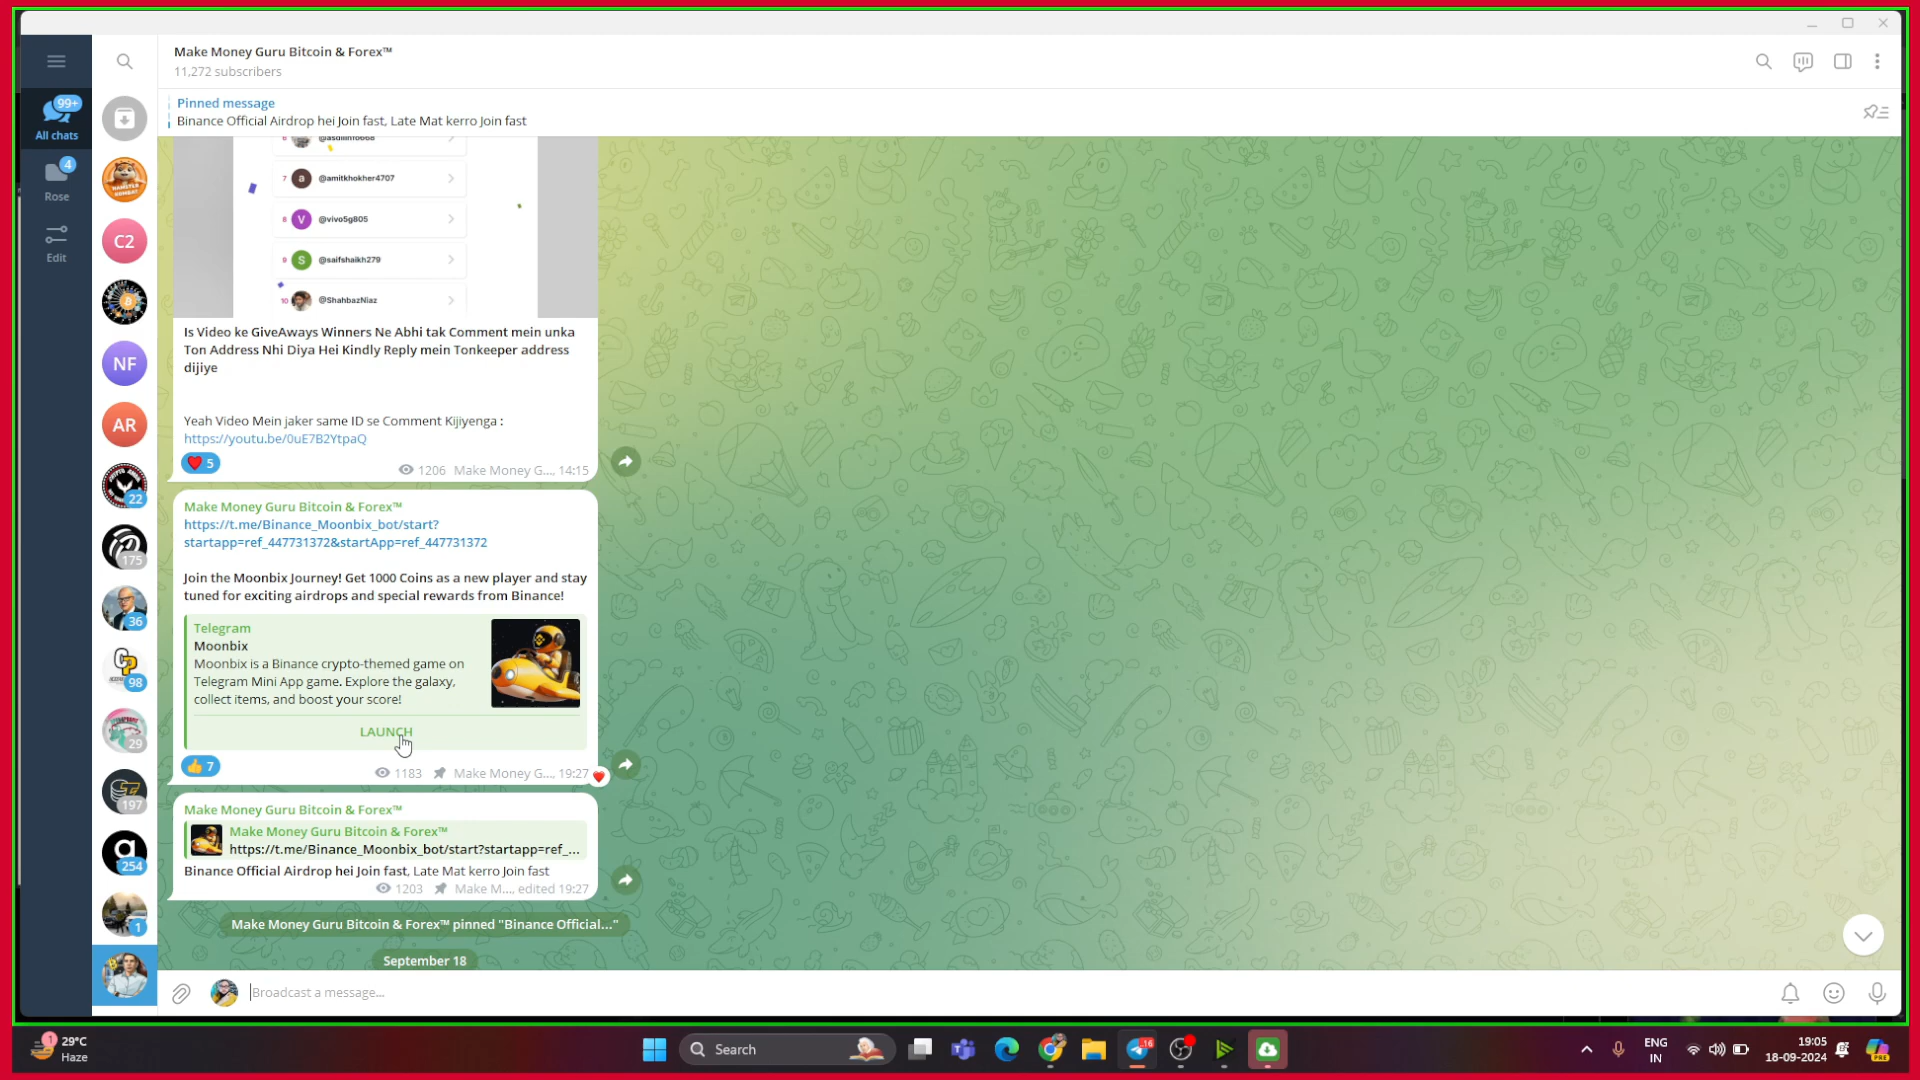 Make Money Guru Bitcoin & Forex™
11,272 subscribers
Pinned message
Binance Official Airdrop hei Join fast, Late Mat kerro Join fast
99+
All chats
4
Rose
Edit
C2
NF
AR
22
175
36
98
29
197
254
1
7 a @amitkhokher4707
8 V @vivo5g805
9 S @saifshaikh279
10 @ShahbazNiaz
Is Video ke GiveAways Winners Ne Abhi tak Comment mein unka
Ton Address Nhi Diya Hei Kindly Reply mein Tonkeeper address
dijiye
Yeah Video Mein jaker same ID se Comment Kijiyenga :
https://youtu.be/0uE7B2YtpaQ
5
1206 Make Money G..., 14:15
Make Money Guru Bitcoin & Forex™
https://t.me/Binance_Moonbix_bot/start?
startapp=ref_447731372&startApp=ref_447731372
Join the Moonbix Journey! Get 1000 Coins as a new player and stay
tuned for exciting airdrops and special rewards from Binance!
Telegram
Moonbix
Moonbix is a Binance crypto-themed game on
Telegram Mini App game. Explore the galaxy,
collect items, and boost your score!
LAUNCH
7
1183 Make Money G..., 19:27
Make Money Guru Bitcoin & Forex™
Make Money Guru Bitcoin & Forex™
https://t.me/Binance_Moonbix_bot/start?startapp=ref_...
Binance Official Airdrop hei Join fast, Late Mat kerro Join fast
1203 Make M..., edited 19:27
Make Money Guru Bitcoin & Forex™ pinned "Binance Official..."
September 18
Broadcast a message...
1
29°C
Haze
Search
16
ENG
IN
19:05
18-09-2024
PRE